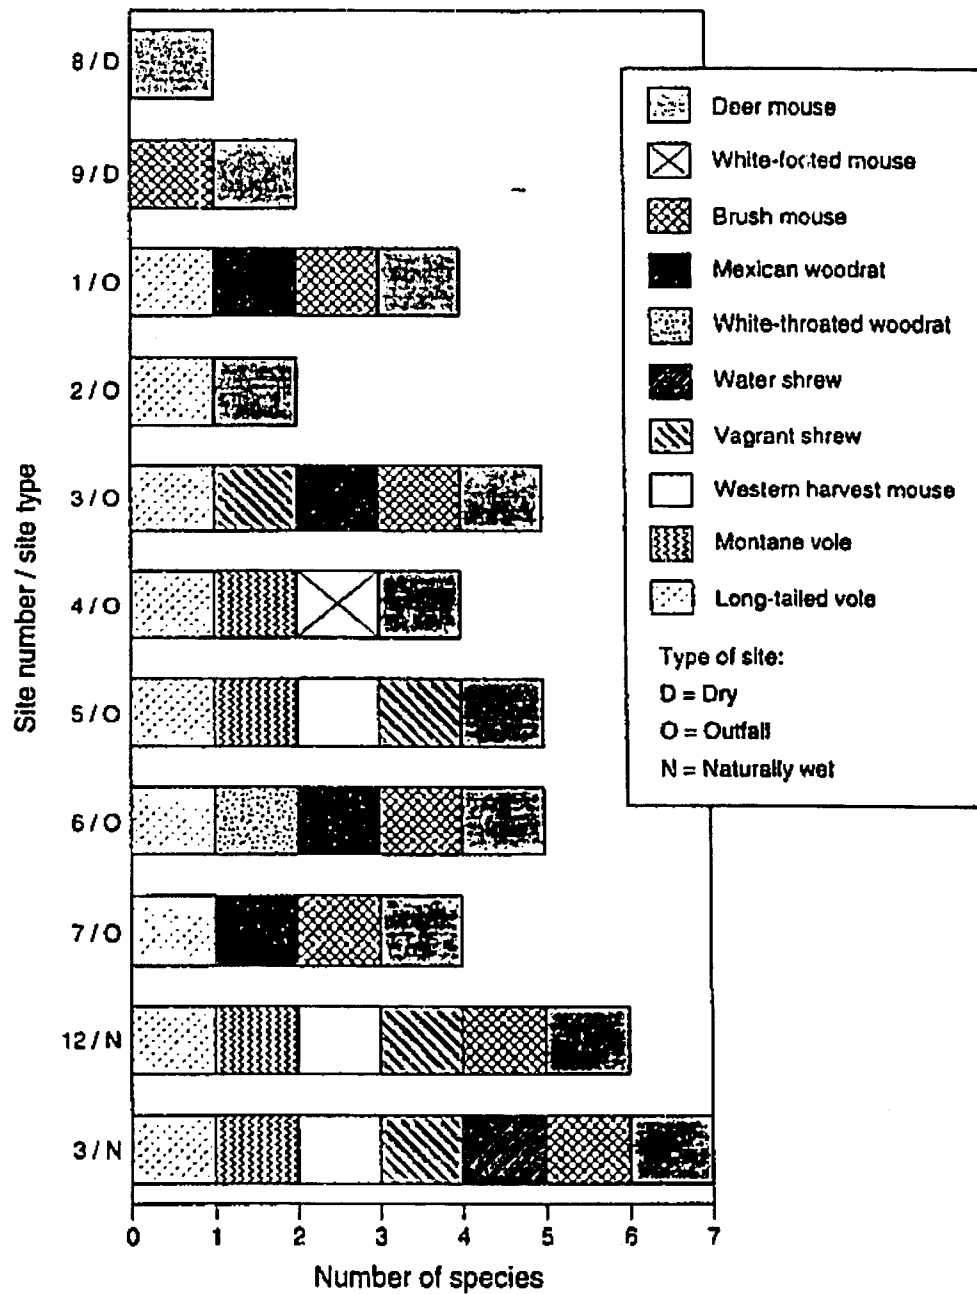 8 / D
9 / D
1 / O
2 / O
3 / O
4 / O
5 / O
6 / O
7 / O
12 / N
3 / N
Site number / site type
0 1 2 3 4 5 6 7
Number of species
Deer mouse
White-footed mouse
Brush mouse
Mexican woodrat
White-throated woodrat
Water shrew
Vagrant shrew
Western harvest mouse
Montane vole
Long-tailed vole
Type of site:
D = Dry
O = Outfall
N = Naturally wet